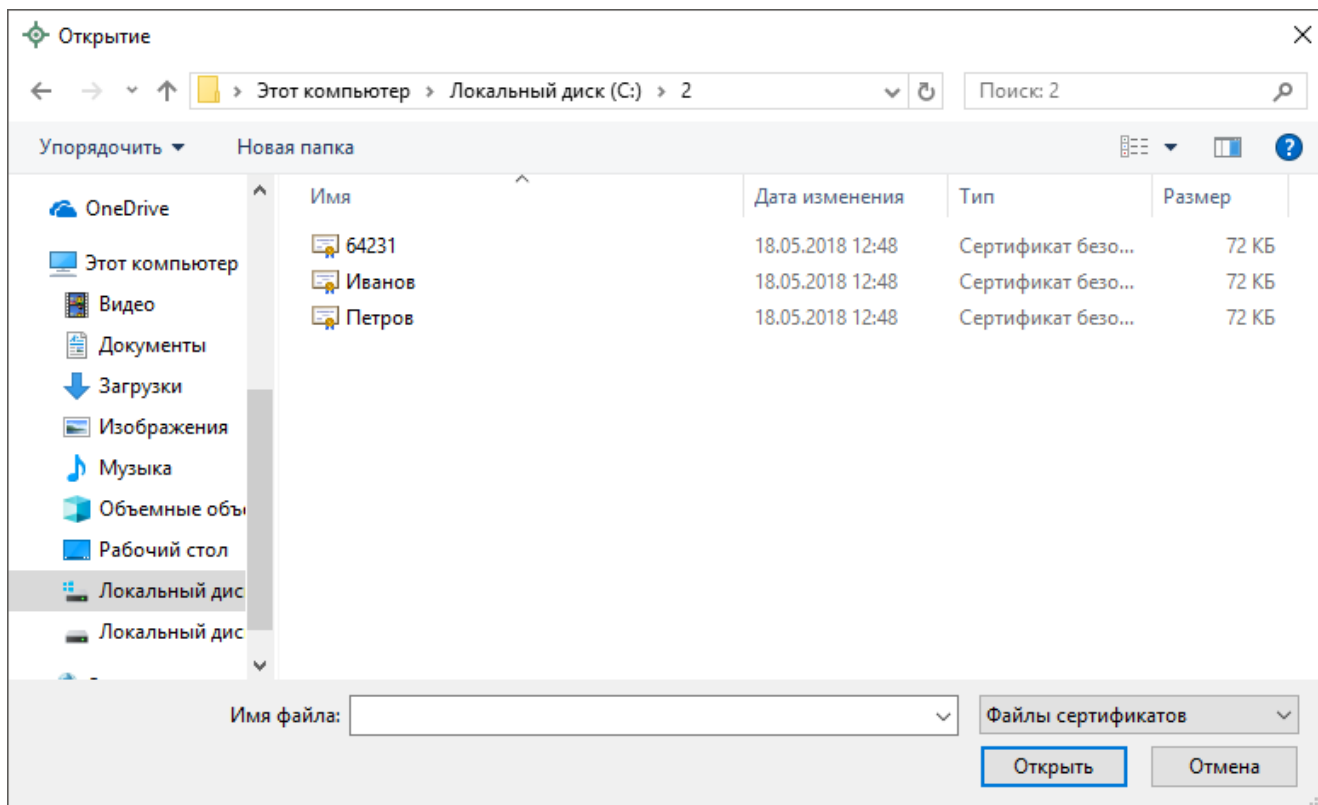 Открытие
Этот компьютер › Локальный диск (C:) › 2
Поиск: 2
Упорядочить
Новая папка
?
Имя Дата изменения Тип Размер
OneDrive
Этот компьютер
Видео
Документы
Загрузки
Изображения
Музыка
Объемные объ
Рабочий стол
Локальный дис
Локальный дис
64231 18.05.2018 12:48 Сертификат безо... 72 КБ
Иванов 18.05.2018 12:48 Сертификат безо... 72 КБ
Петров 18.05.2018 12:48 Сертификат безо... 72 КБ
Имя файла:
Файлы сертификатов
Открыть
Отмена